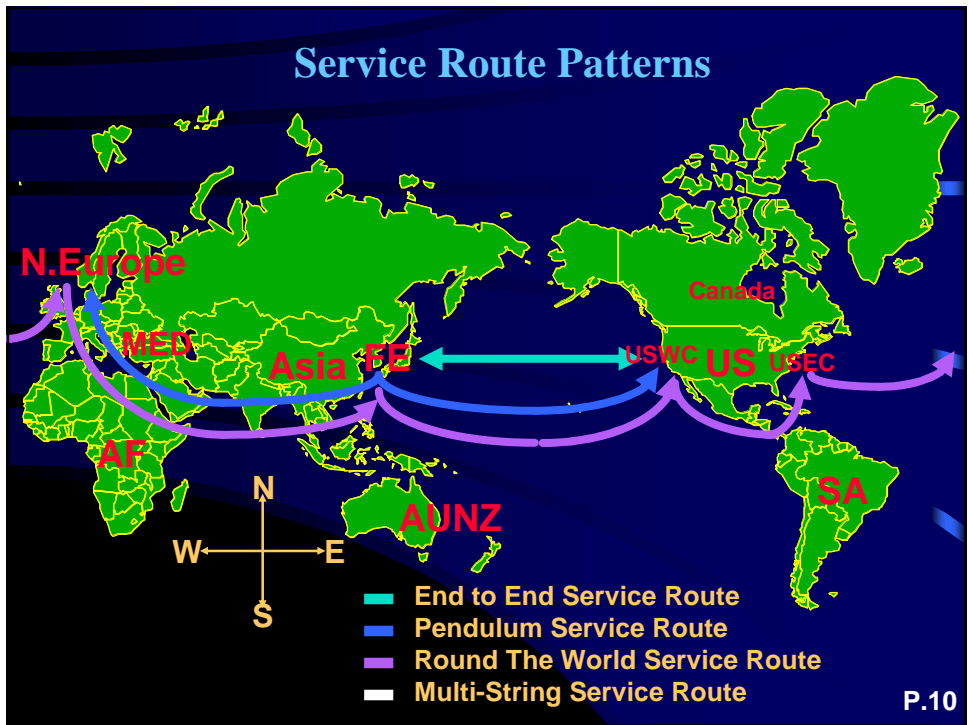 Service Route Patterns
N.Europe
Canada
MED
Asia
FE
USWC
US
USEC
AF
SA
AUNZ
N
W
E
S
End to End Service Route
Pendulum Service Route
Round The World Service Route
Multi-String Service Route
P.10